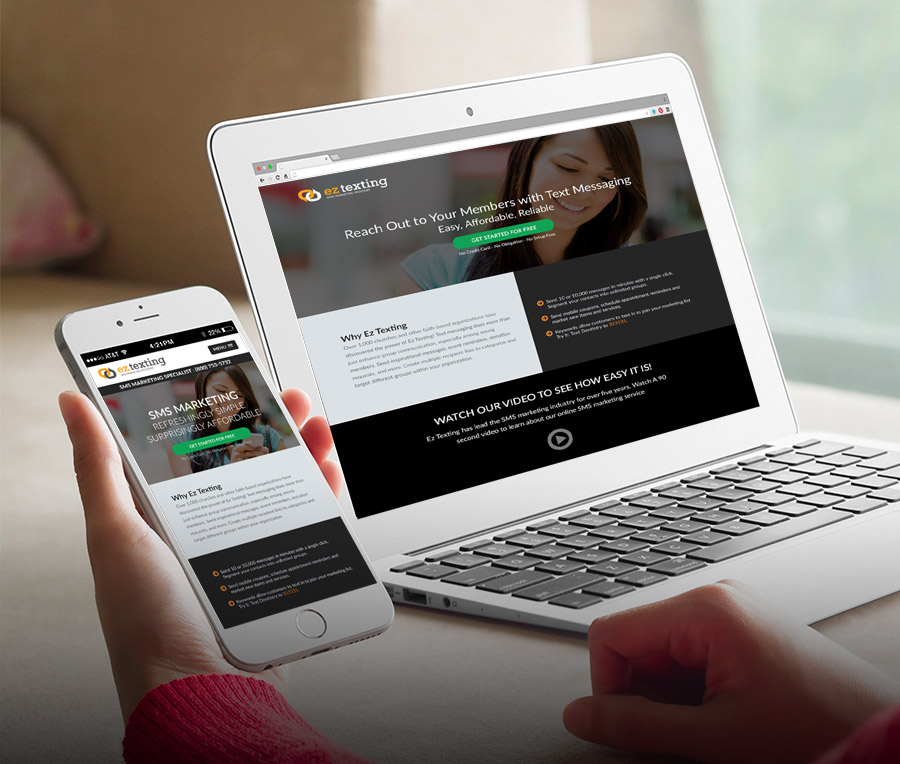 ez texting
Reach Out to Your Members with Text Messaging
Easy, Affordable, Reliable
GET STARTED FOR FREE
No Credit Card - No Obligation - No Setup Fees
Why Ez Texting
Over 1,000 churches and other faith-based organizations have
discovered the power of Ez Texting! Text messaging does more than
just enhance group communication, especially among young
members. Send inspirational messages, event reminders, donation
requests, and more. Create multiple recipient lists to categorize and
target different groups within your organization.
Send 10 or 10,000 messages in minutes with a single click.
Segment your contacts into unlimited groups.
Send mobile coupons, schedule appointment reminders and
market new items and services.
Keywords allow customers to text in to join your marketing list.
Try it: Text Dentistry to 313131.
WATCH OUR VIDEO TO SEE HOW EASY IT IS!
Ez Texting has lead the SMS marketing industry for over five years. Watch A 90
second video to learn about our online SMS marketing service
AT&T
4:21PM
22%
ez texting
MENU
SMS MARKETING SPECIALIST (800) 753-5732
SMS MARKETING
REFRESHINGLY SIMPLE
SURPRISINGLY AFFORDABLE
GET STARTED FOR FREE
No Credit Card - No Obligation
Why Ez Texting
Over 1,000 churches and other faith-based organizations have
discovered the power of Ez Texting! Text messaging does more than
just enhance group communication, especially among young
members. Send inspirational messages, event reminders, donation
requests, and more. Create multiple recipient lists to categorize and
target different groups within your organization.
Send 10 or 10,000 messages in minutes with a single click.
Segment your contacts into unlimited groups.
Send mobile coupons, schedule appointment reminders and
market new items and services.
Keywords allow customers to text in to join your marketing list.
Try it: Text Dentistry to 313131.